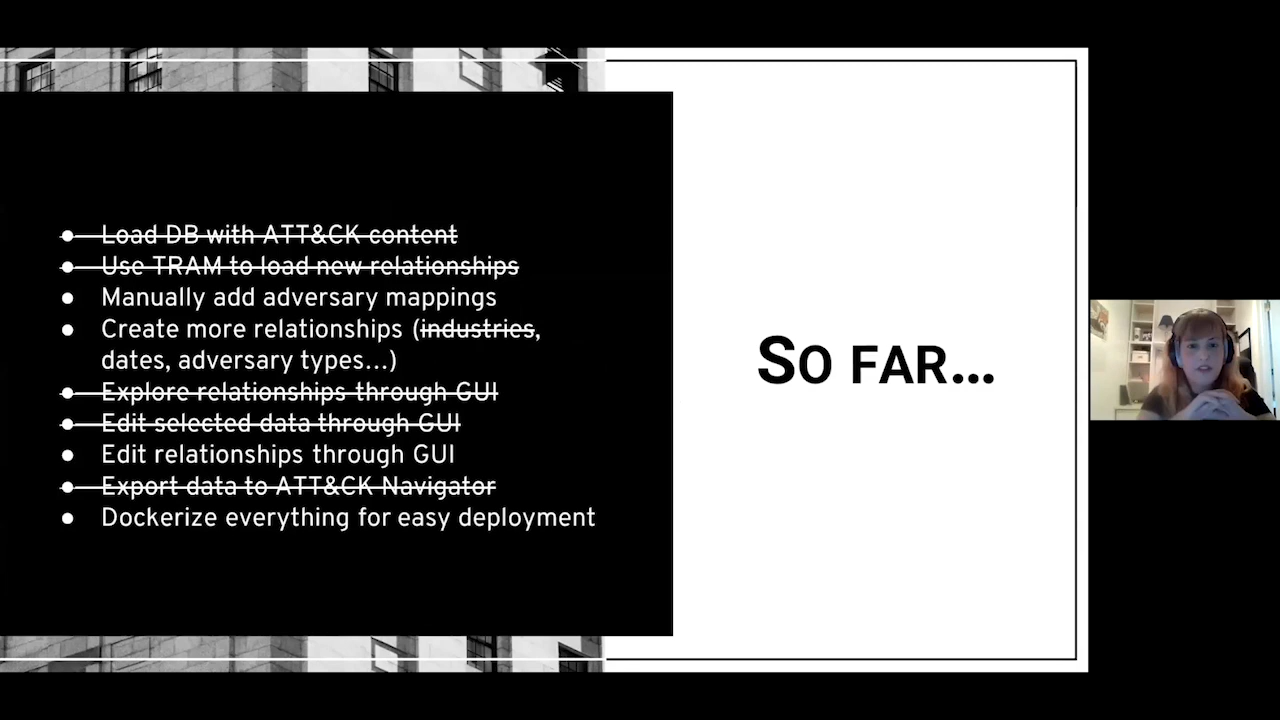 ● Load DB with ATT&CK content
● Use TRAM to load new relationships
● Manually add adversary mappings
● Create more relationships (industries,
dates, adversary types...)
● Explore relationships through GUI
● Edit selected data through GUI
● Edit relationships through GUI
● Export data to ATT&CK Navigator
● Dockerize everything for easy deployment
So far...